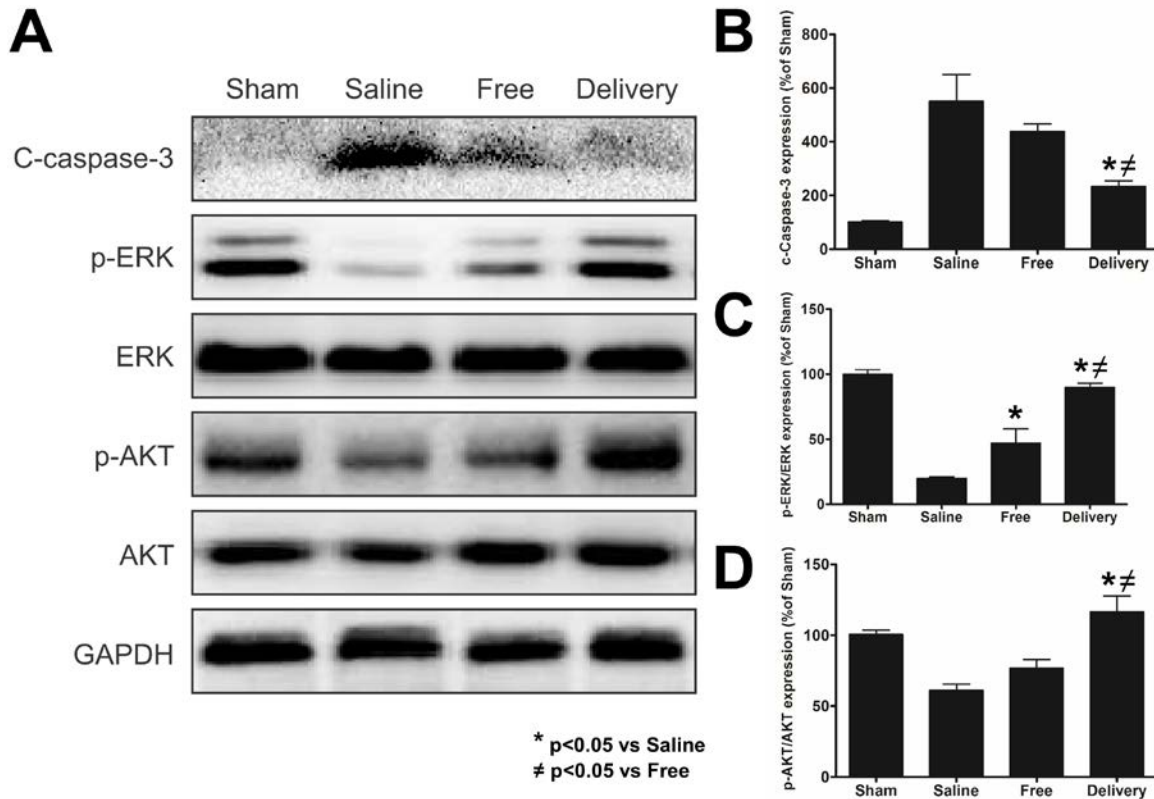 A
Sham Saline Free Delivery
C-caspase-3
p-ERK
ERK
p-AKT
AKT
GAPDH
* p<0.05 vs Saline
≠ p<0.05 vs Free
B
c-Caspase-3 expression (%of Sham)
800
600
400
200
0
*≠
Sham Saline Free Delivery
C
p-ERK/ERK expression (%of Sham)
150
100
50
0
*
*≠
Sham Saline Free Delivery
D
p-AKT/AKT expression (%of Sham)
150
100
50
0
*≠
Sham Saline Free Delivery